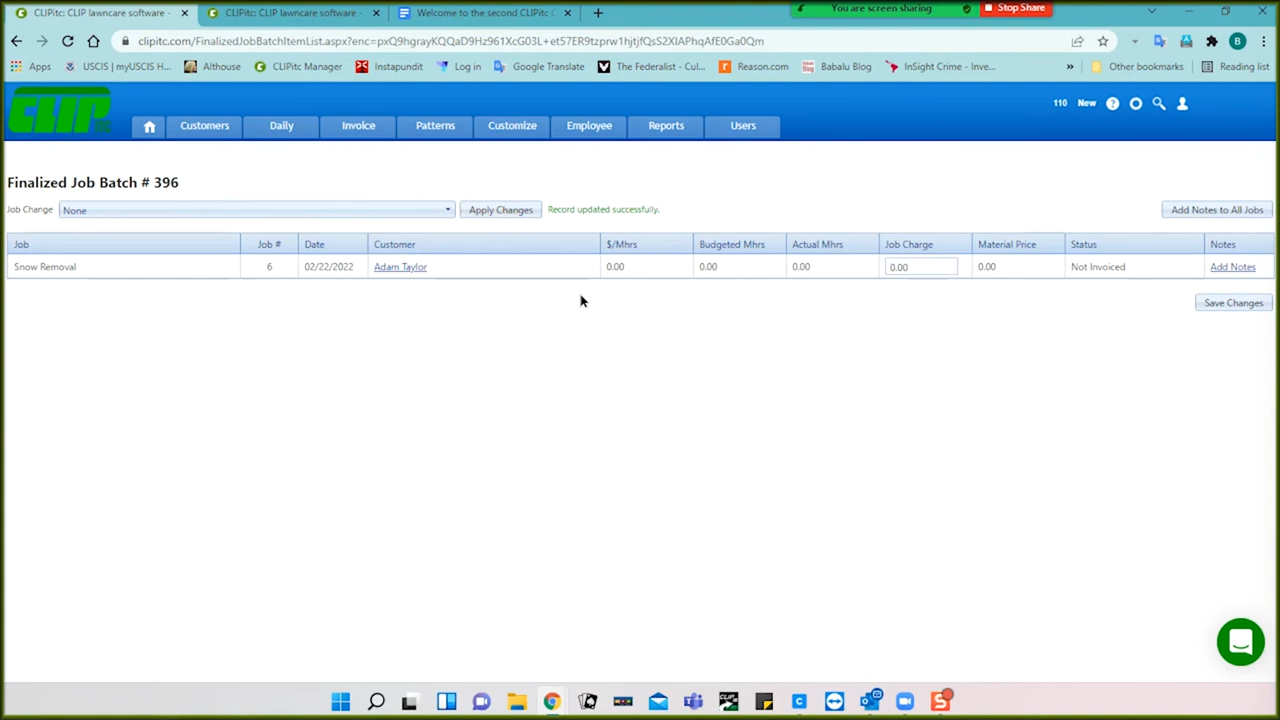 CLIPitc: CLIP lawncare software -
CLIPitc: CLIP lawncare software -
Welcome to the second CLIPitc C
You are screen sharing
Stop Share
clipitc.com/FinalizedJobBatchItemList.aspx?enc=pxQ9hgrayKQQaD9Hz961XcG03L+et57ER9tzprw1hjtjfQsS2XIAPhqAfE0Ga0Qm
B
Apps
USCIS | myUSCIS H...
Althouse
CLIPitc Manager
Instapundit
Log in
Google Translate
The Federalist - Cul...
Reason.com
Babalu Blog
InSight Crime - Inve...
»
Other bookmarks
Reading list
CLIP
110 New
Customers
Daily
Invoice
Patterns
Customize
Employee
Reports
Users
Finalized Job Batch # 396
Job Change None Apply Changes Record updated successfully. Add Notes to All Jobs
Job Job # Date Customer $/Mhrs Budgeted Mhrs Actual Mhrs Job Charge Material Price Status Notes
Snow Removal 6 02/22/2022 Adam Taylor 0.00 0.00 0.00 0.00 0.00 Not Invoiced Add Notes
Save Changes